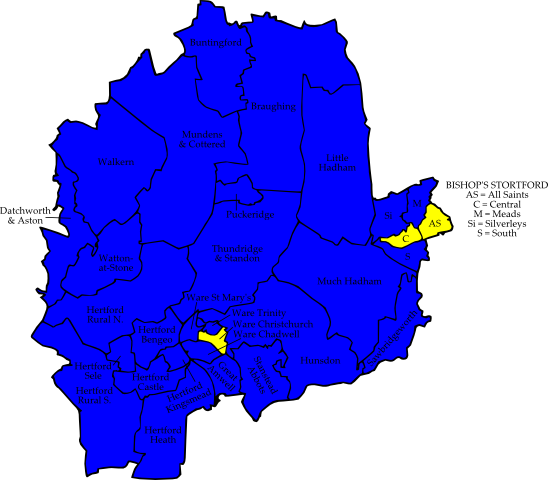 Buntingford
Braughing
Mundens
& Cottered
Walkern
Little
Hadham
BISHOP'S STORTFORD
AS = All Saints
C = Central
M = Meads
Si = Silverleys
S = South
M
Si
AS
C
S
Datchworth
& Aston
Puckeridge
Watton-
at-Stone
Thundridge
& Standon
Much Hadham
Ware St Mary's
Hertford
Rural N.
Ware Trinity
Ware Christchurch
Ware Chadwell
Hertford
Bengeo
Hunsdon
Sawbridgeworth
Hertford
Sele
Hertford
Castle
Great
Amwell
Stanstead
Abbots
Hertford
Rural S.
Hertford
Kingsmead
Hertford
Heath